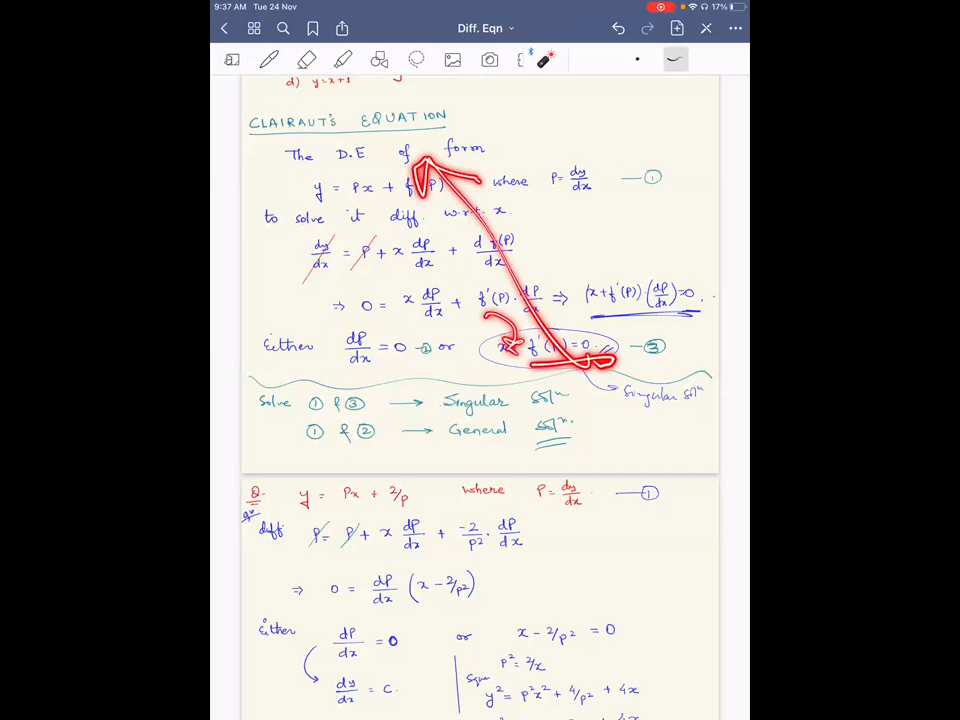 9:37 AM Tue 24 Nov 17%
Diff. Eqn
d) y=x+1
CLAIRAUT'S EQUATION
The D.E of form
y = Px + f(P) where P = dy/dx —①
to solve it diff. w.r.t. x.
dy/dx = P + x dP/dx + d f(P)/dx
⇒ 0 = x dP/dx + f'(P) · dP/dx ⇒ (x+f'(P)) (dP/dx)=0.
Either dP/dx = 0 —② or x+ f'(P)=0. —③
Singular solⁿ
Solve ① & ③ → Singular solⁿ
① & ② → General solⁿ.
Q. y = Px + 2/P where P = dy/dx. —①
diff. P = P + x dP/dx + -2/P² · dP/dx
⇒ 0 = dP/dx (x - 2/P²)
Either dP/dx = 0 or x - 2/P² = 0
P² = 2/x
dy/dx = C.
Square
y² = P²x² + 4/P² + 4x